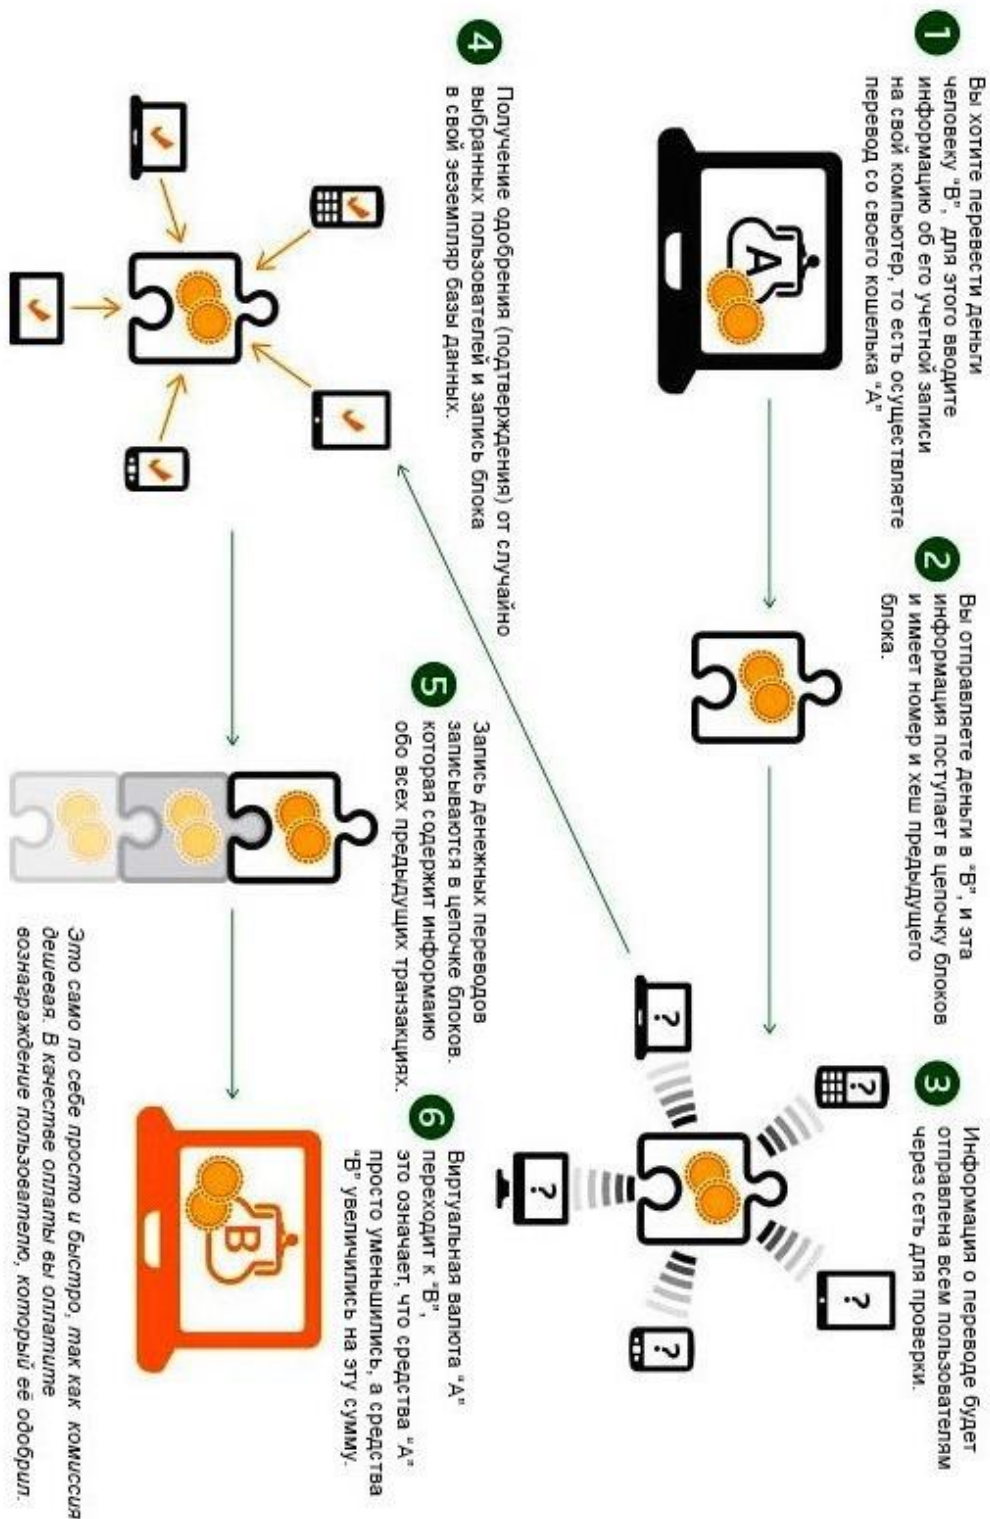 1
Вы хотите перевести деньги
человеку "В", для этого вводите
информацию об его учетной записи
на свой компьютер, то есть осуществляете
перевод со своего кошелька "А"
А
2
Вы отправляете деньги в "В", и эта
информация поступает в цепочку блоков
и имеет номер и хеш предыдущего
блока.
3
Информация о переводе будет
отправлена всем пользователям
через сеть для проверки.
?
?
?
?
?
4
Получение одобрения (подтверждения) от случайно
выбранных пользователей и запись блока
в свой эеземпляр базы данных.
5
Запись денежных переводов
записываются в цепочке блоков.
которая содержит информаию
обо всех предыдущих транзакциях.
6
Виртуальная валюта "А"
переходит к "В",
это означает, что средства "А"
просто уменьшились, а средства
"В" увеличились на эту сумму.
В
Это само по себе просто и быстро, так как комиссия
дешевая. В качестве оплаты вы оплатите
вознаграждение пользователю, который её одобрил.